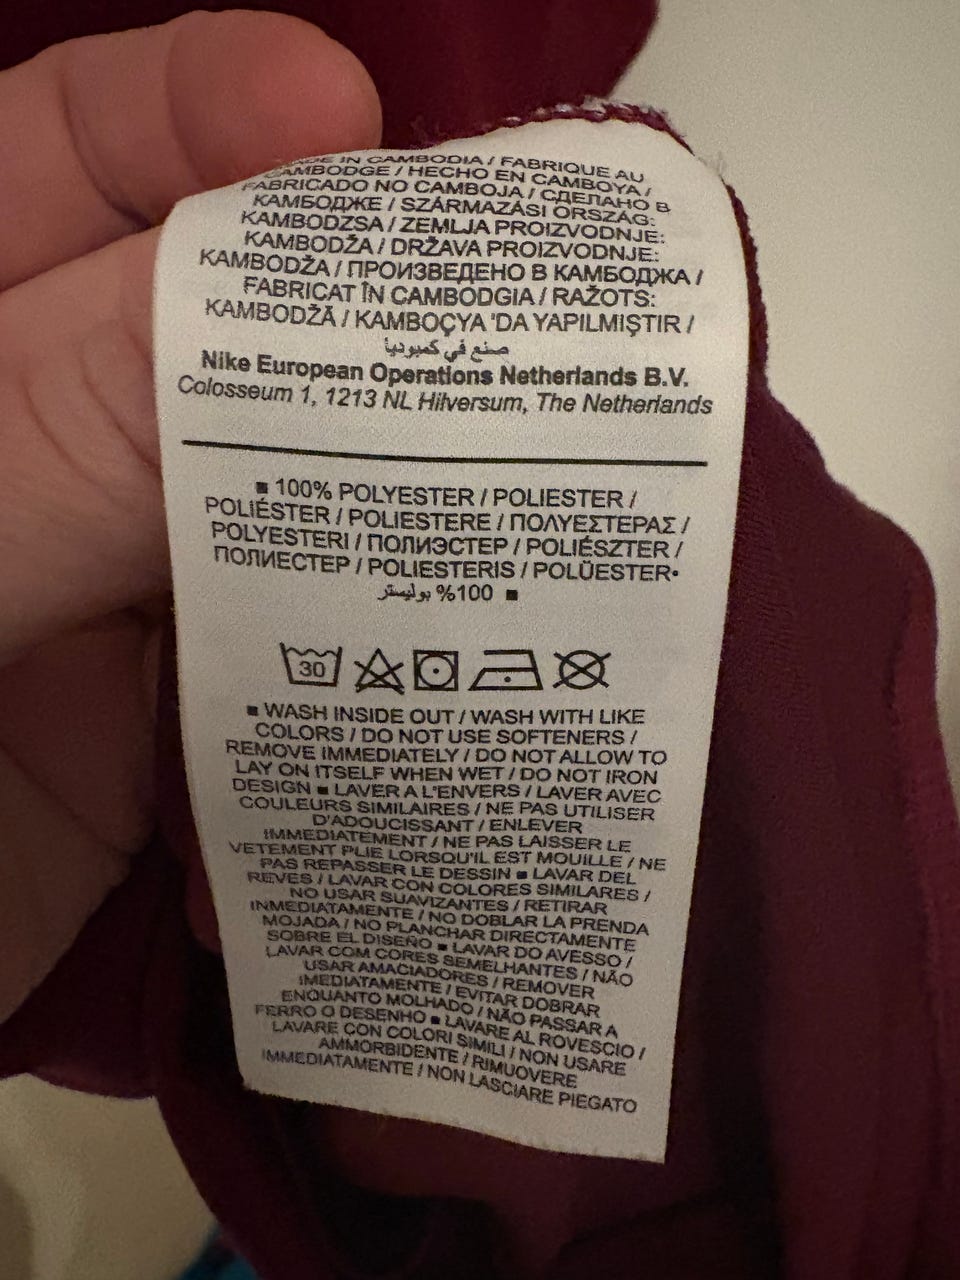 MADE IN CAMBODIA / FABRIQUE AU
CAMBODGE / HECHO EN CAMBOYA /
FABRICADO NO CAMBOJA / СДЕЛАНО В
КАМБОДЖЕ / SZÁRMAZÁSI ORSZÁG:
KAMBODZSA / ZEMLJA PROIZVODNJE:
KAMBODŽA / DRŽAVA PROIZVODNJE:
KAMBODŽA / ПРОИЗВЕДЕНО В КАМБОДЖА /
FABRICAT ÎN CAMBODGIA / RAŽOTS:
KAMBODŽĀ / KAMBOÇYA 'DA YAPILMIŞTIR /
صنع في كمبوديا
Nike European Operations Netherlands B.V.
Colosseum 1, 1213 NL Hilversum, The Netherlands
■ 100% POLYESTER / POLIESTER /
POLIÉSTER / POLIESTERE / ΠΟΛΥΕΣΤΕΡΑΣ /
POLYESTERI / ПОЛИЭСТЕР / POLIÉSZTER /
ПОЛИЕСТЕР / POLIESTERIS / POLÜESTER•
■ 100% بوليستر
30
■ WASH INSIDE OUT / WASH WITH LIKE
COLORS / DO NOT USE SOFTENERS /
REMOVE IMMEDIATELY / DO NOT ALLOW TO
LAY ON ITSELF WHEN WET / DO NOT IRON
DESIGN ■ LAVER A L'ENVERS / LAVER AVEC
COULEURS SIMILAIRES / NE PAS UTILISER
D'ADOUCISSANT / ENLEVER
IMMEDIATEMENT / NE PAS LAISSER LE
VETEMENT PLIE LORSQU'IL EST MOUILLE / NE
PAS REPASSER LE DESSIN ■ LAVAR DEL
REVES / LAVAR CON COLORES SIMILARES /
NO USAR SUAVIZANTES / RETIRAR
INMEDIATAMENTE / NO DOBLAR LA PRENDA
MOJADA / NO PLANCHAR DIRECTAMENTE
SOBRE EL DISEÑO ■ LAVAR DO AVESSO /
LAVAR COM CORES SEMELHANTES / NÃO
USAR AMACIADORES / REMOVER
IMEDIATAMENTE / EVITAR DOBRAR
ENQUANTO MOLHADO / NÃO PASSAR A
FERRO O DESENHO ■ LAVARE AL ROVESCIO /
LAVARE CON COLORI SIMILI / NON USARE
AMMORBIDENTE / RIMUOVERE
IMMEDIATAMENTE / NON LASCIARE PIEGATO